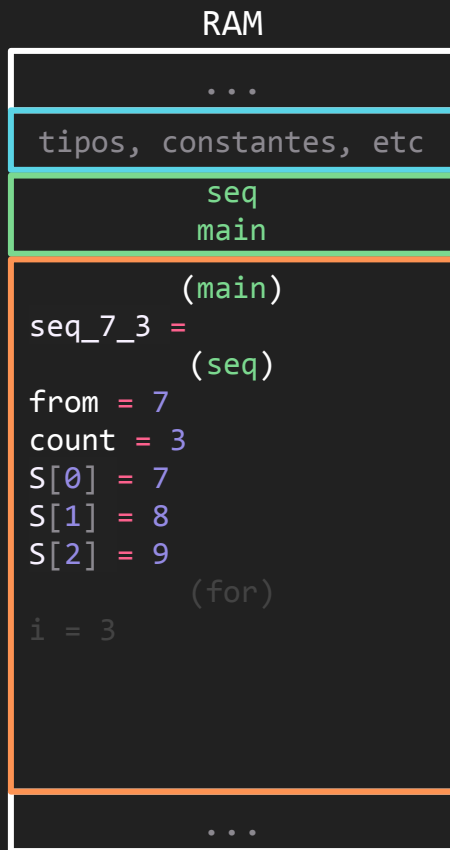 RAM
...
tipos, constantes, etc
seq
main
(main)
seq_7_3 =
(seq)
from = 7
count = 3
S[0] = 7
S[1] = 8
S[2] = 9
(for)
i = 3
...